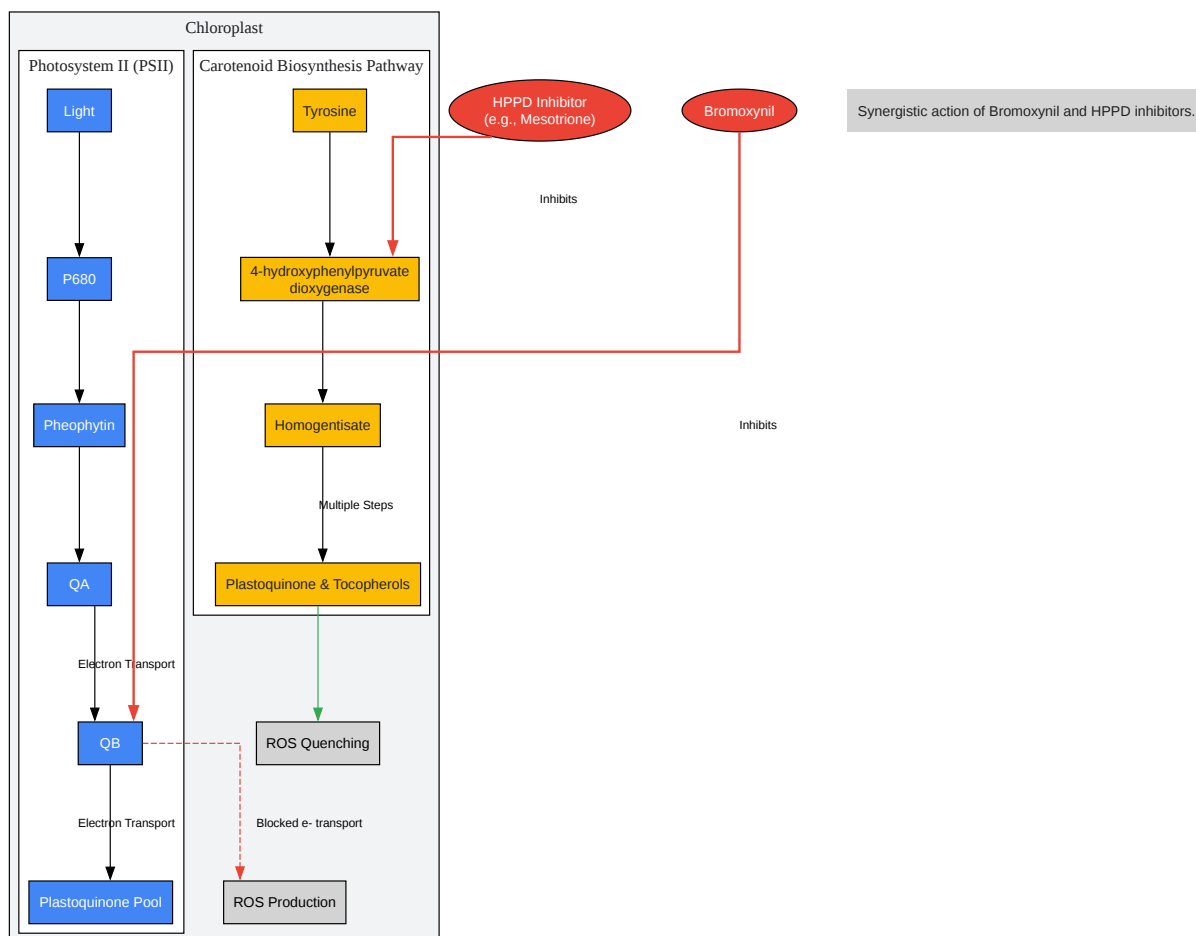 Chloroplast
Photosystem II (PSII)
Carotenoid Biosynthesis Pathway
Light
Tyrosine
HPPD Inhibitor
(e.g., Mesotrione)
Bromoxynil
Synergistic action of Bromoxynil and HPPD inhibitors.
Inhibits
P680
4-hydroxyphenylpyruvate
dioxygenase
Pheophytin
Homogentisate
Inhibits
Multiple Steps
QA
Plastoquinone & Tocopherols
Electron Transport
QB
ROS Quenching
Electron Transport
Blocked e- transport
Plastoquinone Pool
ROS Production